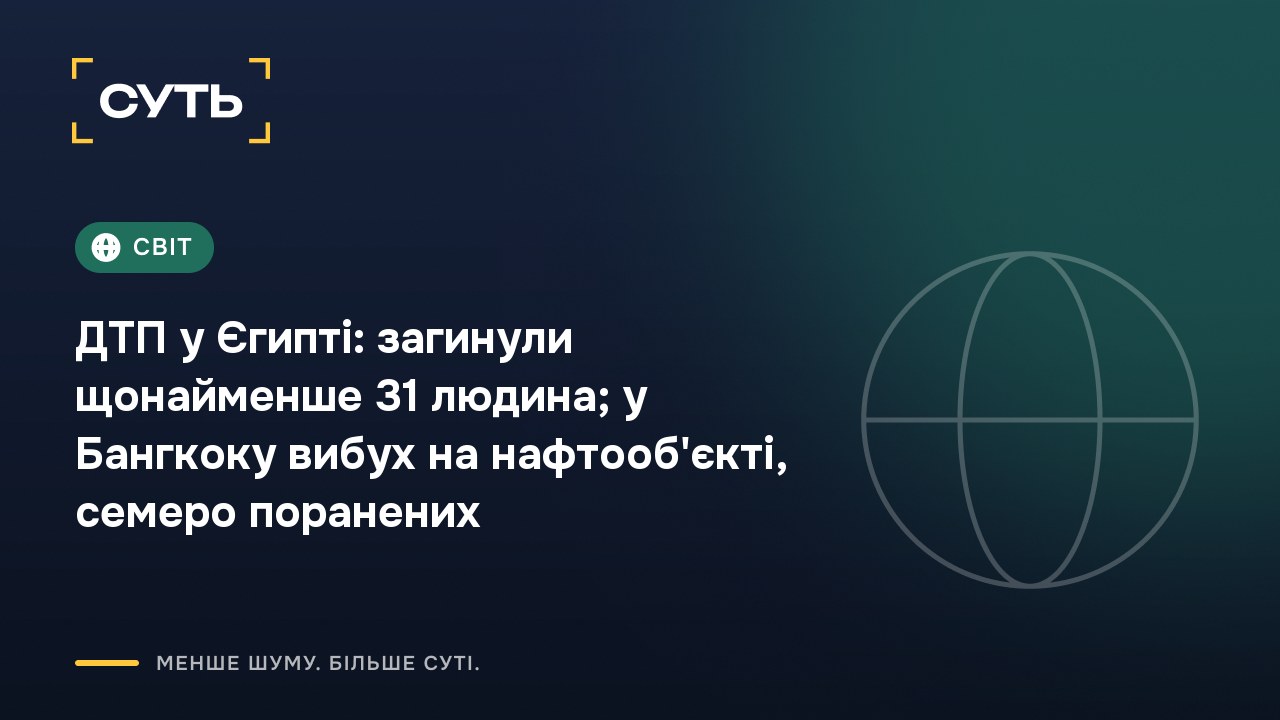 СУТЬ
СВІТ
ДТП у Єгипті: загинули
щонайменше 31 людина; у
Бангкоку вибух на нафтооб'єкті,
семеро поранених
МЕНШЕ ШУМУ. БІЛЬШЕ СУТІ.